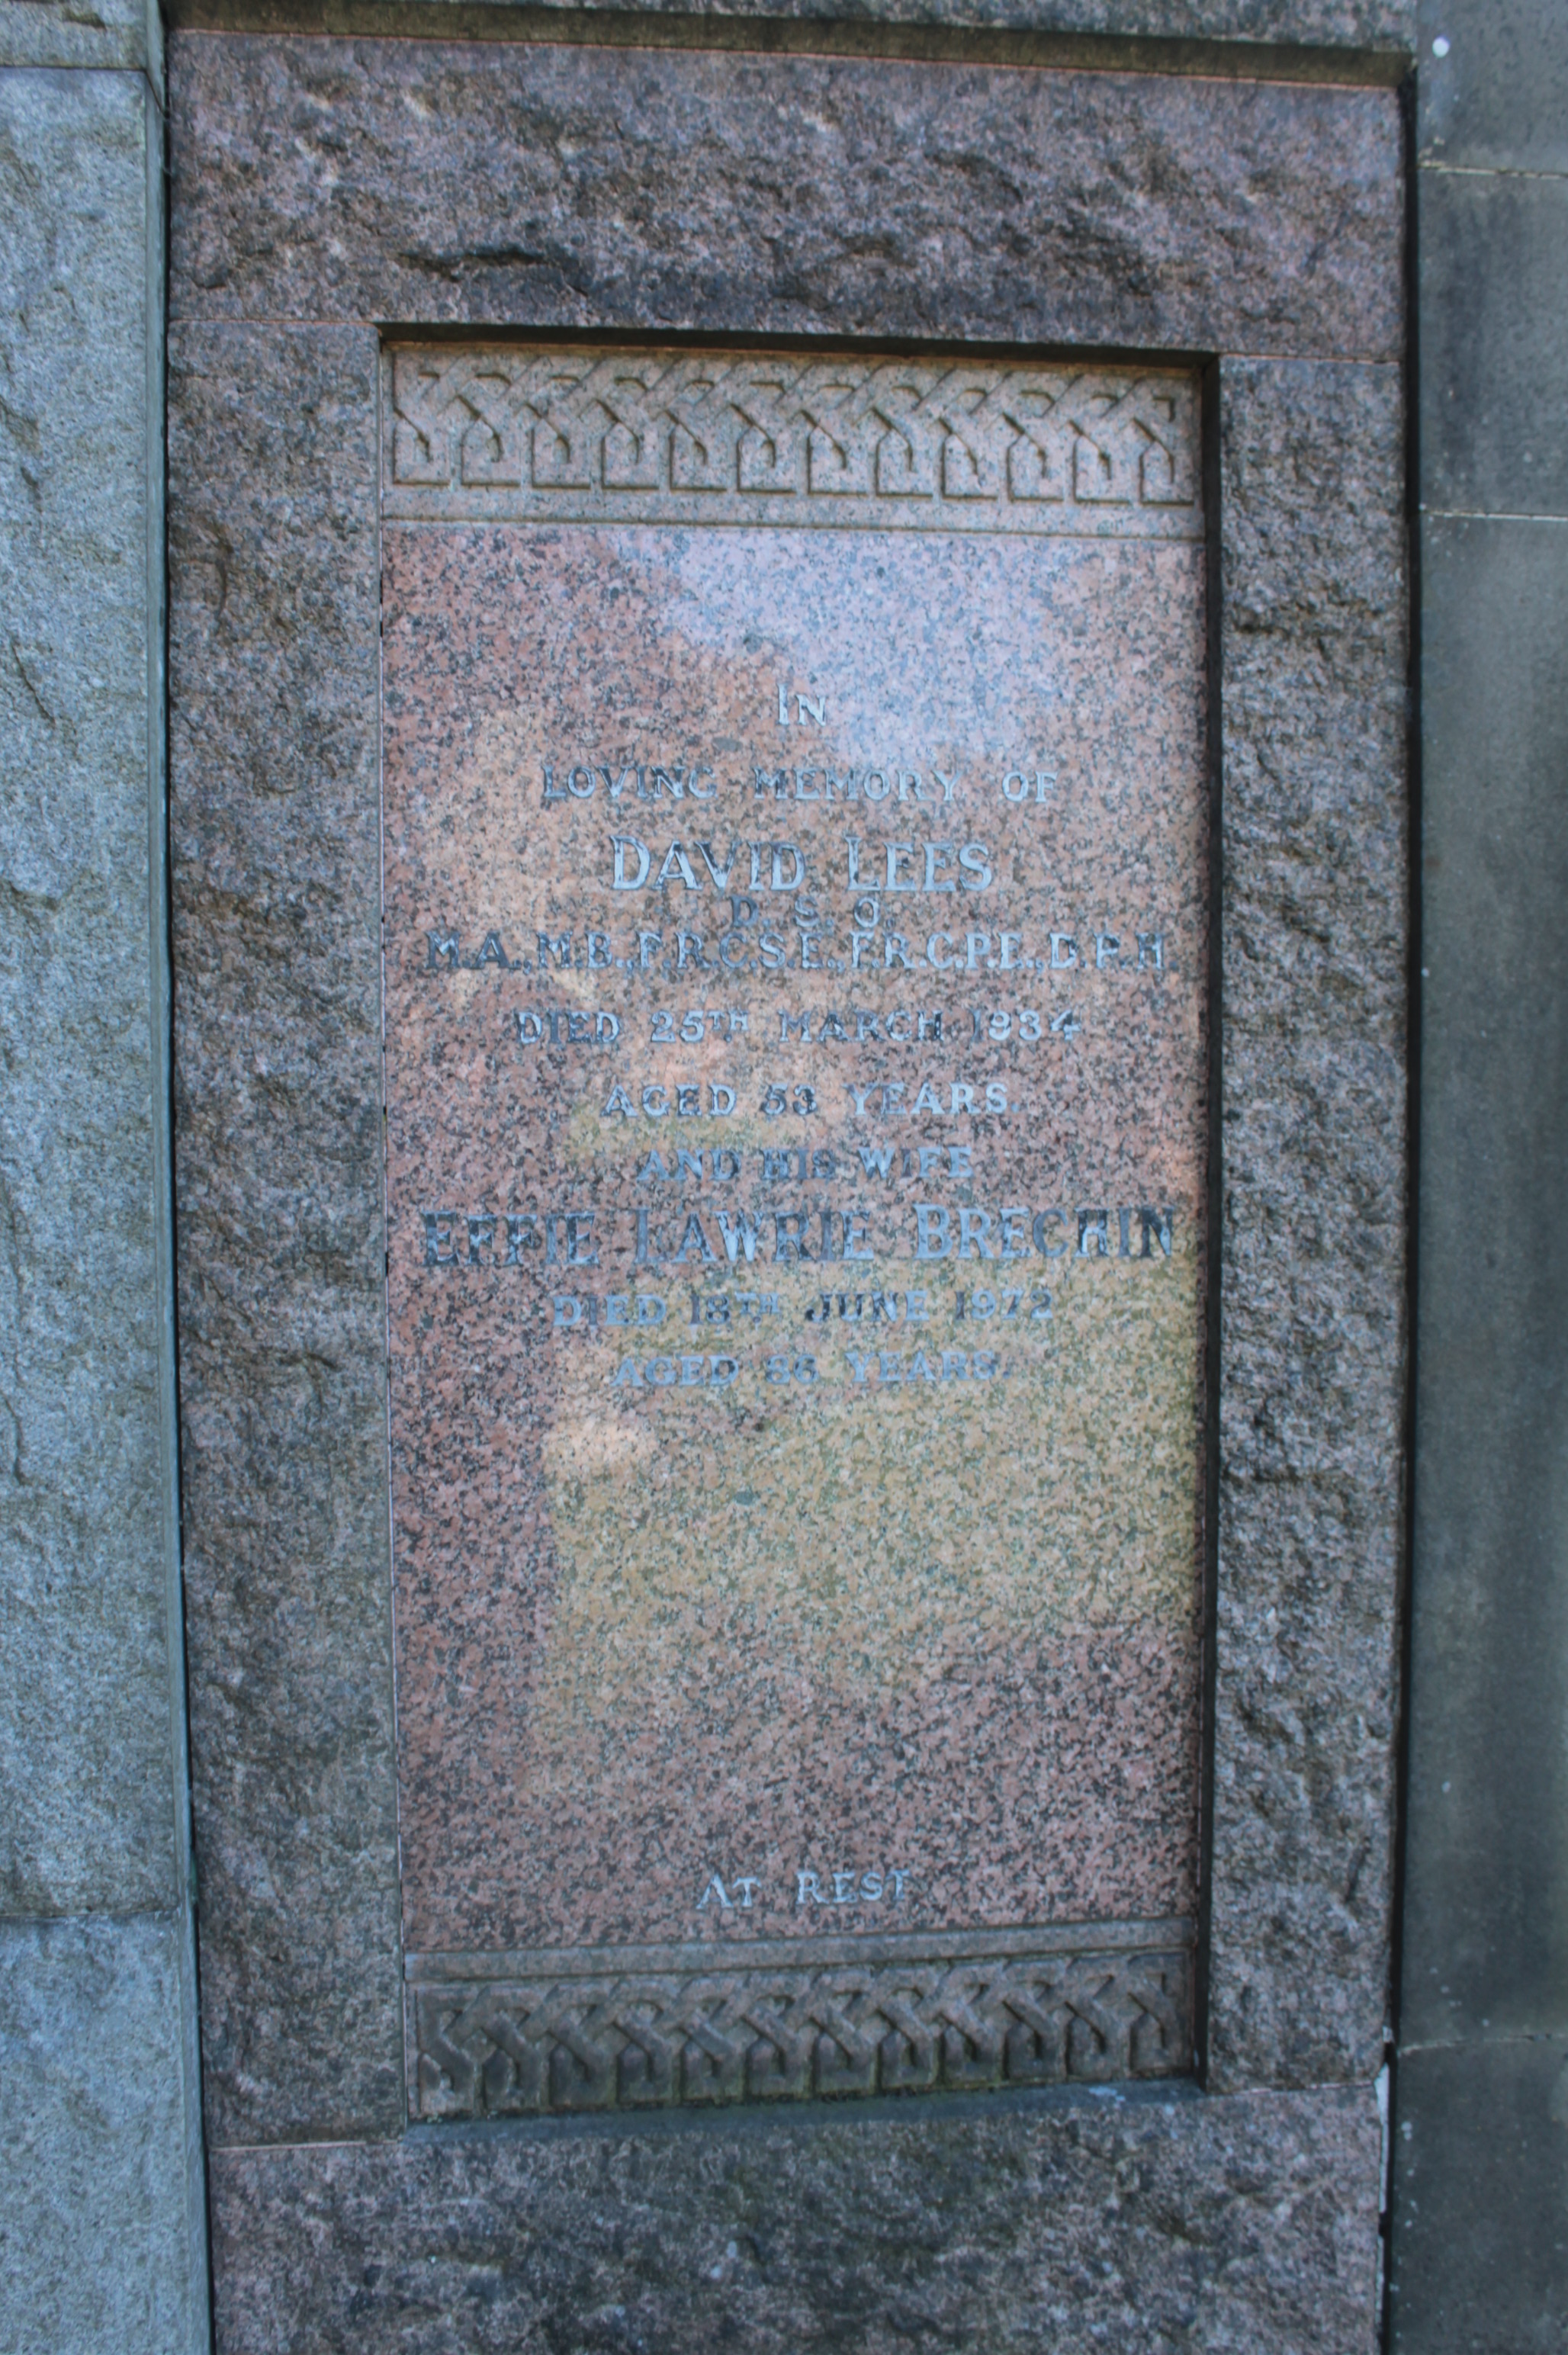 IN
LOVING MEMORY OF
DAVID LEES
D. S. O.
M.A., M.B., F.R.C.S.E., F.R.C.P.E., D.P.H
DIED 25TH MARCH 1934
AGED 53 YEARS.
AND HIS WIFE
EFFIE LAWRIE BRECHIN
DIED 18TH JUNE 1972
AGED 86 YEARS.
AT REST